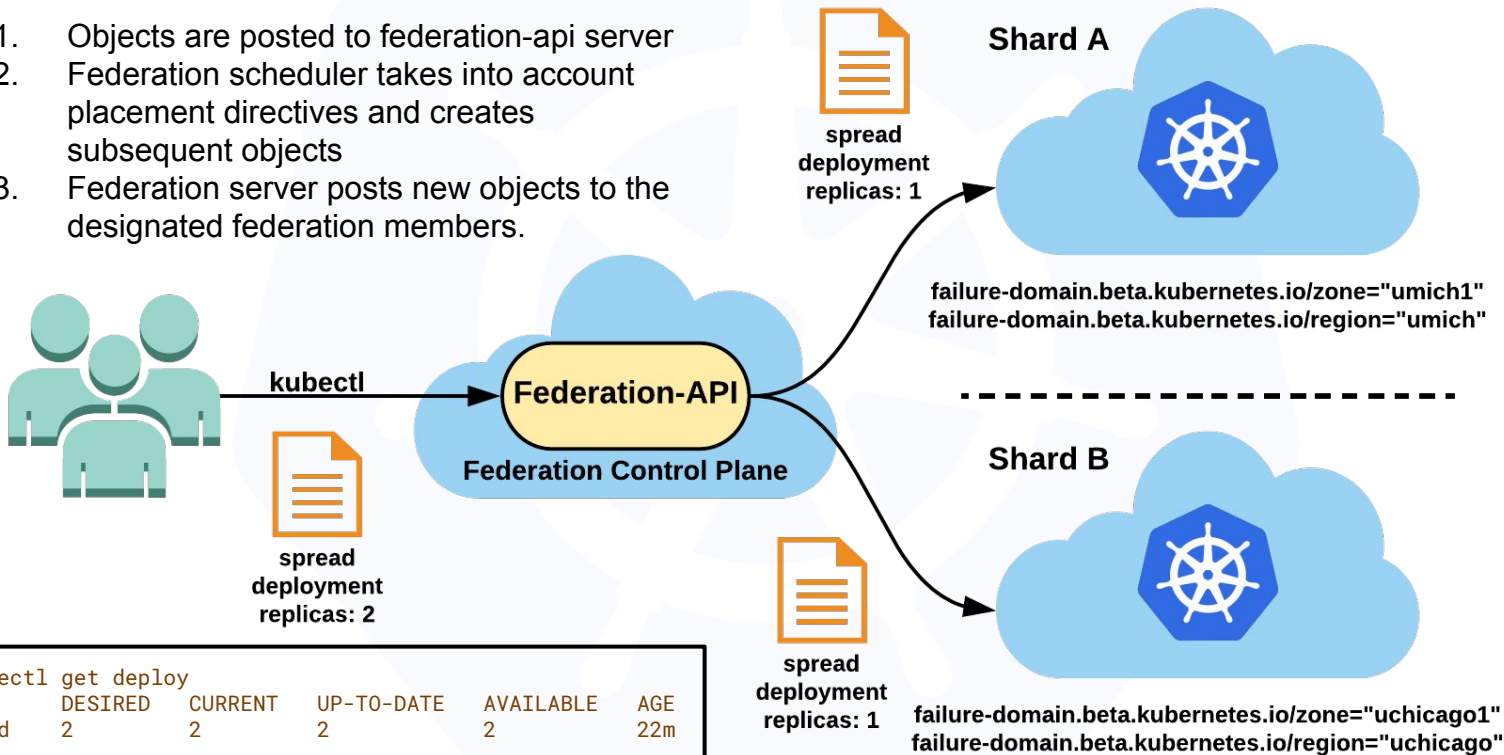 1. Objects are posted to federation-api server
2. Federation scheduler takes into account
placement directives and creates
subsequent objects
3. Federation server posts new objects to the
designated federation members.
spread
deployment
replicas: 1
Shard A
failure-domain.beta.kubernetes.io/zone="umich1"
failure-domain.beta.kubernetes.io/region="umich"
kubectl
Federation-API
Federation Control Plane
spread
deployment
replicas: 2
Shard B
spread
deployment
replicas: 1
failure-domain.beta.kubernetes.io/zone="uchicago1"
failure-domain.beta.kubernetes.io/region="uchicago"
ectl get deploy
DESIRED CURRENT UP-TO-DATE AVAILABLE AGE
d 2 2 2 2 22m